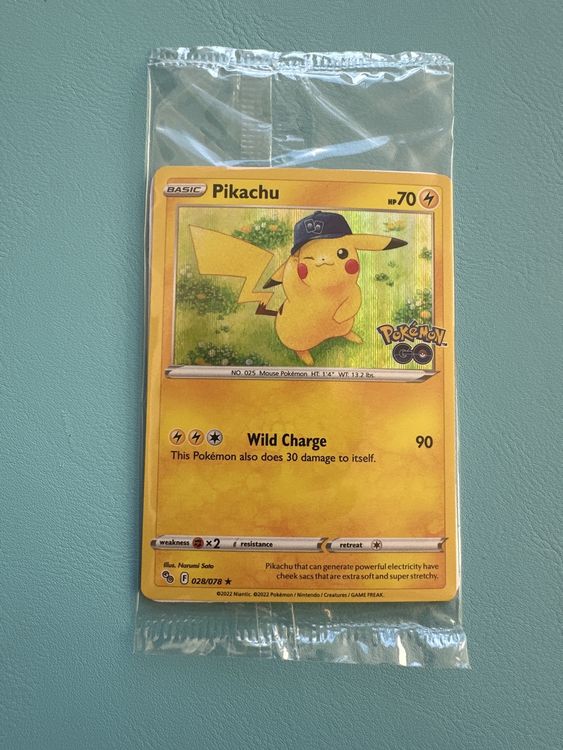 BASIC Pikachu HP 70
Pokémon
GO
NO. 025 Mouse Pokémon HT: 1'4" WT: 13.2 lbs.
Wild Charge 90
This Pokémon also does 30 damage to itself.
weakness x2 resistance retreat
Illus. Narumi Sato
Pikachu that can generate powerful electricity have
cheek sacs that are extra soft and super stretchy.
F 028/078 ★
©2022 Niantic. ©2022 Pokémon / Nintendo / Creatures / GAME FREAK.